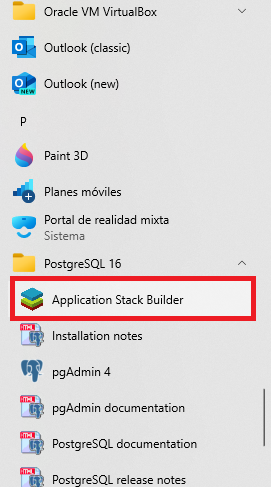 Oracle VM VirtualBox
Outlook (classic)
Outlook (new)
P
Paint 3D
Planes móviles
Portal de realidad mixta
Sistema
PostgreSQL 16
Application Stack Builder
Installation notes
pgAdmin 4
pgAdmin documentation
PostgreSQL documentation
PostgreSQL release notes